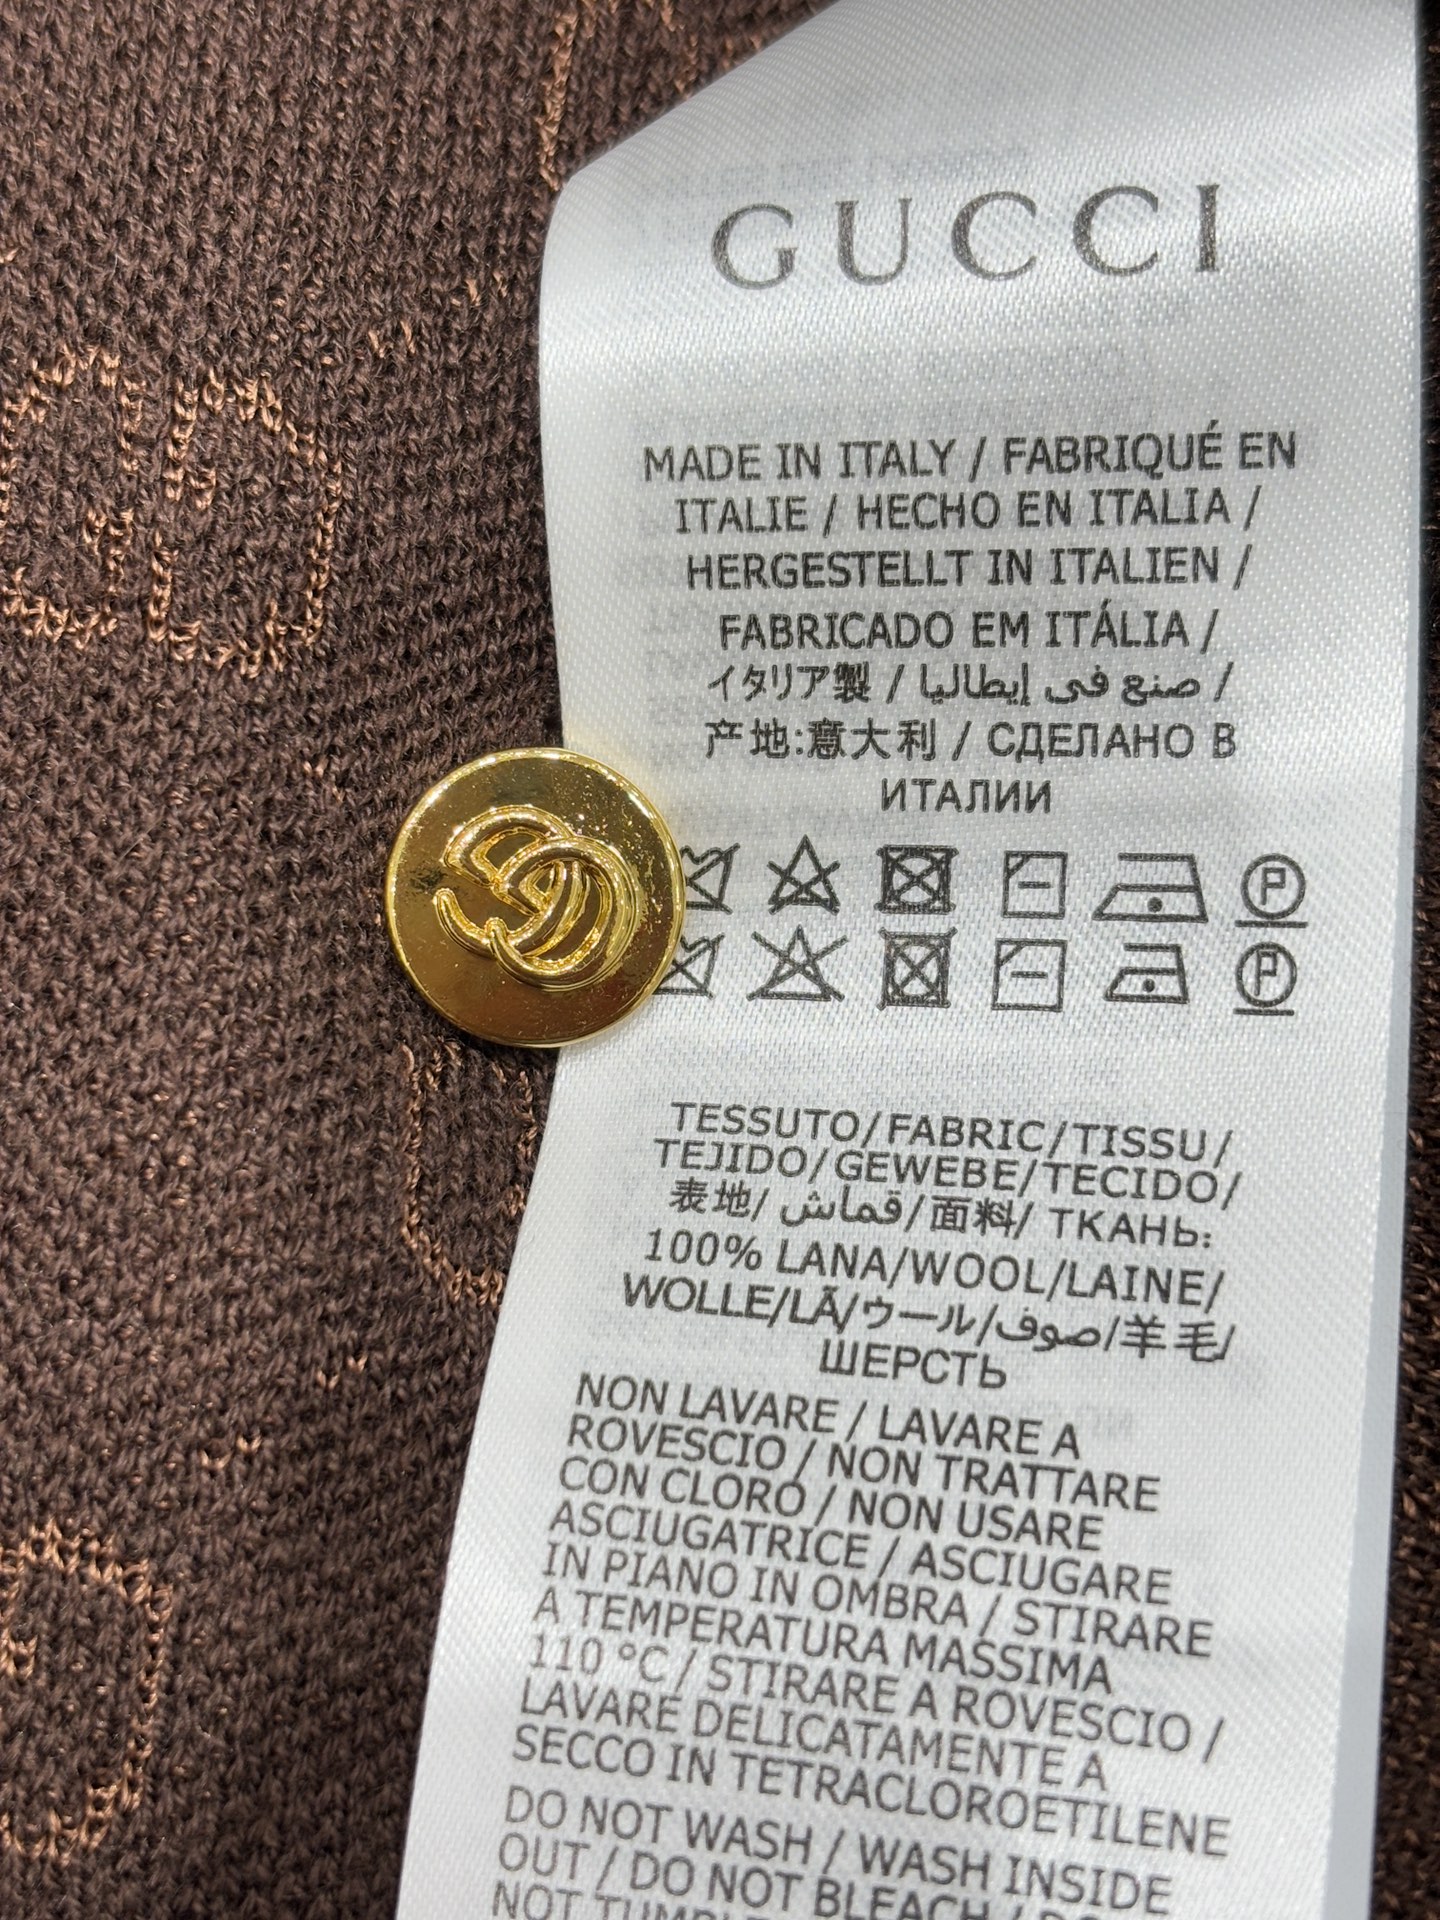 GUCCI
MADE IN ITALY / FABRIQUÉ EN
ITALIE / HECHO EN ITALIA /
HERGESTELLT IN ITALIEN /
FABRICADO EM ITÁLIA /
イタリア製 / صنع في إيطاليا /
产地:意大利 / СДЕЛАНО В
ИТАЛИИ
TESSUTO/FABRIC/TISSU/
TEJIDO/GEWEBE/TECIDO/
表地/ قماش/面料/ ТКАНЬ:
100% LANA/WOOL/LAINE/
WOLLE/LÃ/ウール/صوف/羊毛/
ШЕРСТЬ
NON LAVARE / LAVARE A
ROVESCIO / NON TRATTARE
CON CLORO / NON USARE
ASCIUGATRICE / ASCIUGARE
IN PIANO IN OMBRA / STIRARE
A TEMPERATURA MASSIMA
110 °C / STIRARE A ROVESCIO /
LAVARE DELICATAMENTE A
SECCO IN TETRACLOROETILENE
DO NOT WASH / WASH INSIDE
OUT / DO NOT BLEACH / DO
NOT TUMBLE